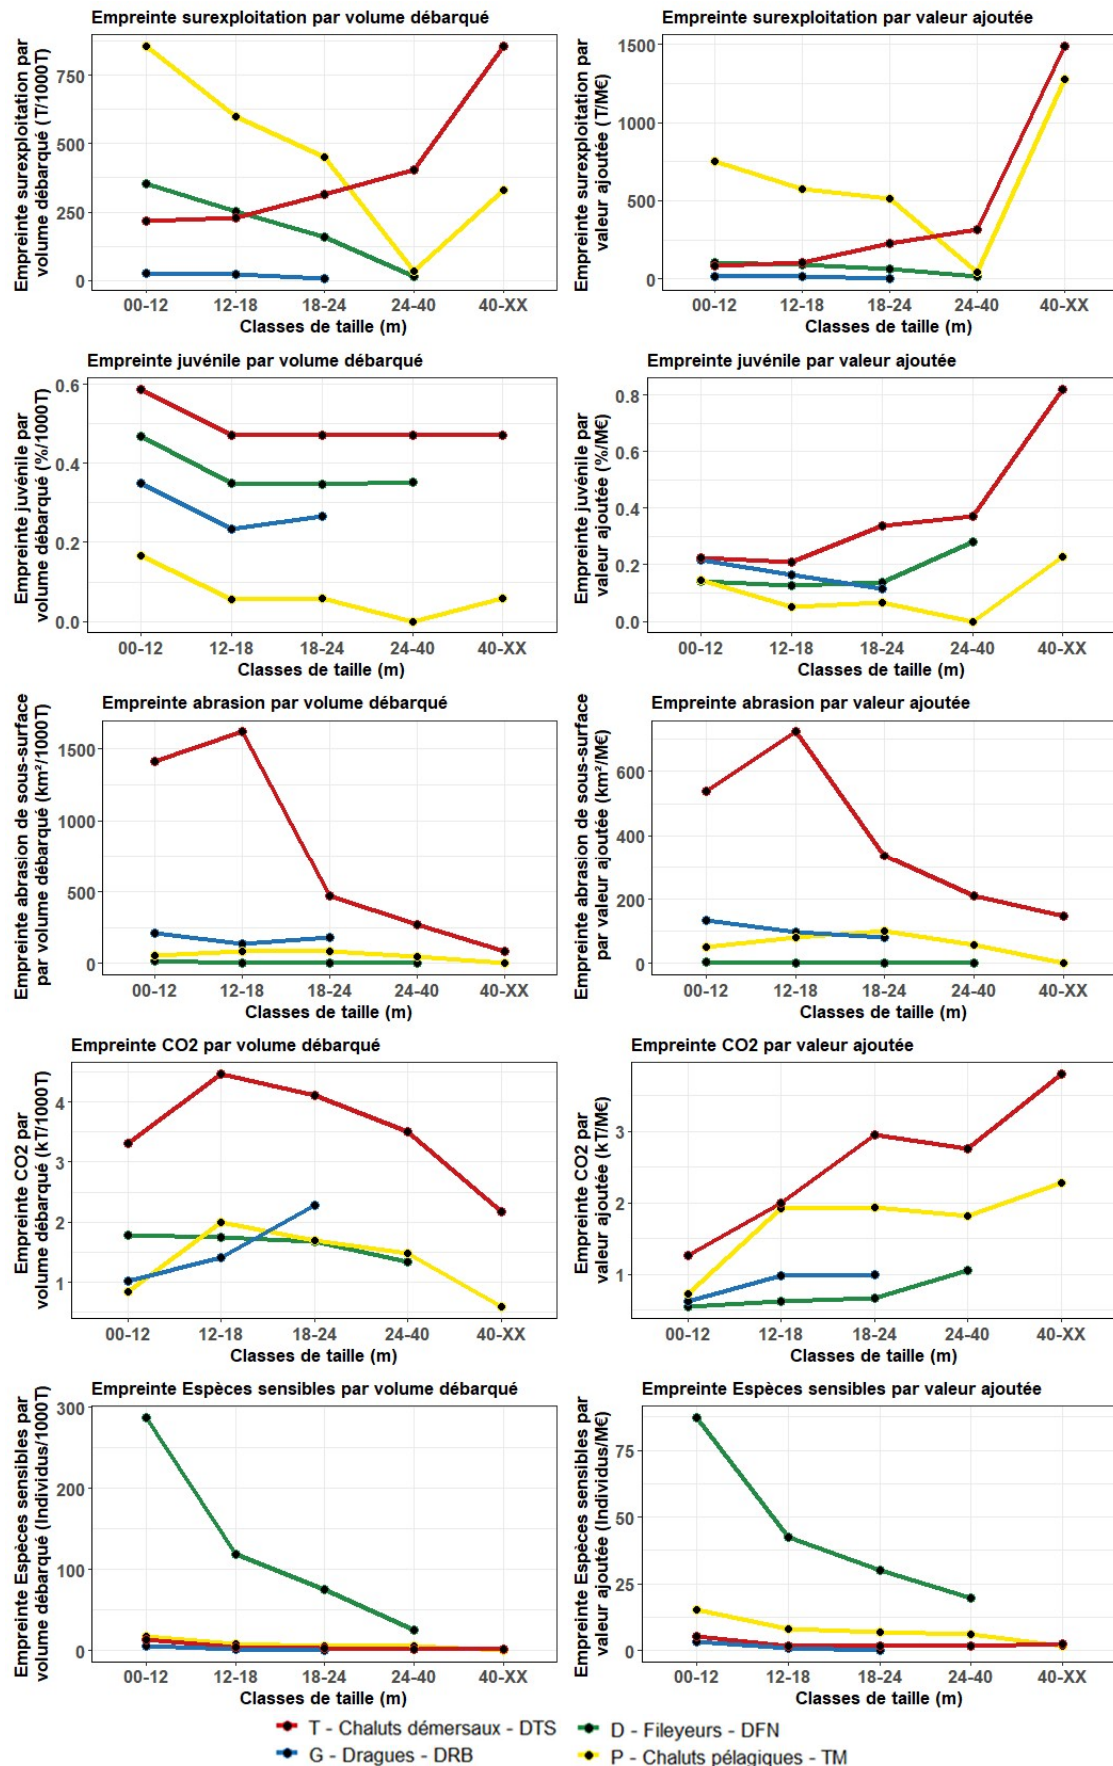 Empreinte surexploitation par volume débarqué
Empreinte surexploitation par
volume débarqué (T/1000T)
750
500
250
0
00-12 12-18 18-24 24-40 40-XX
Classes de taille (m)
Empreinte surexploitation par valeur ajoutée
Empreinte surexploitation par
valeur ajoutée (T/M€)
1500
1000
500
0
00-12 12-18 18-24 24-40 40-XX
Classes de taille (m)
Empreinte juvénile par volume débarqué
Empreinte juvénile par
volume débarqué (%/1000T)
0.6
0.4
0.2
0.0
00-12 12-18 18-24 24-40 40-XX
Classes de taille (m)
Empreinte juvénile par valeur ajoutée
Empreinte juvénile par
valeur ajoutée (%/M€)
0.8
0.6
0.4
0.2
0.0
00-12 12-18 18-24 24-40 40-XX
Classes de taille (m)
Empreinte abrasion par volume débarqué
Empreinte abrasion de sous-surface
par volume débarqué (km²/1000T)
1500
1000
500
0
00-12 12-18 18-24 24-40 40-XX
Classes de taille (m)
Empreinte abrasion par valeur ajoutée
Empreinte abrasion de sous-surface
par valeur ajoutée (km²/M€)
600
400
200
0
00-12 12-18 18-24 24-40 40-XX
Classes de taille (m)
Empreinte CO2 par volume débarqué
Empreinte CO2 par
volume débarqué (kT/1000T)
4
3
2
1
00-12 12-18 18-24 24-40 40-XX
Classes de taille (m)
Empreinte CO2 par valeur ajoutée
Empreinte CO2 par
valeur ajoutée (kT/M€)
3
2
1
00-12 12-18 18-24 24-40 40-XX
Classes de taille (m)
Empreinte Espèces sensibles par volume débarqué
Empreinte Espèces sensibles par
volume débarqué (Individus/1000T)
300
200
100
0
00-12 12-18 18-24 24-40 40-XX
Classes de taille (m)
Empreinte Espèces sensibles par valeur ajoutée
Empreinte Espèces sensibles par
valeur ajoutée (Individus/M€)
75
50
25
0
00-12 12-18 18-24 24-40 40-XX
Classes de taille (m)
T - Chaluts démersaux - DTS
D - Fileyeurs - DFN
G - Dragues - DRB
P - Chaluts pélagiques - TM